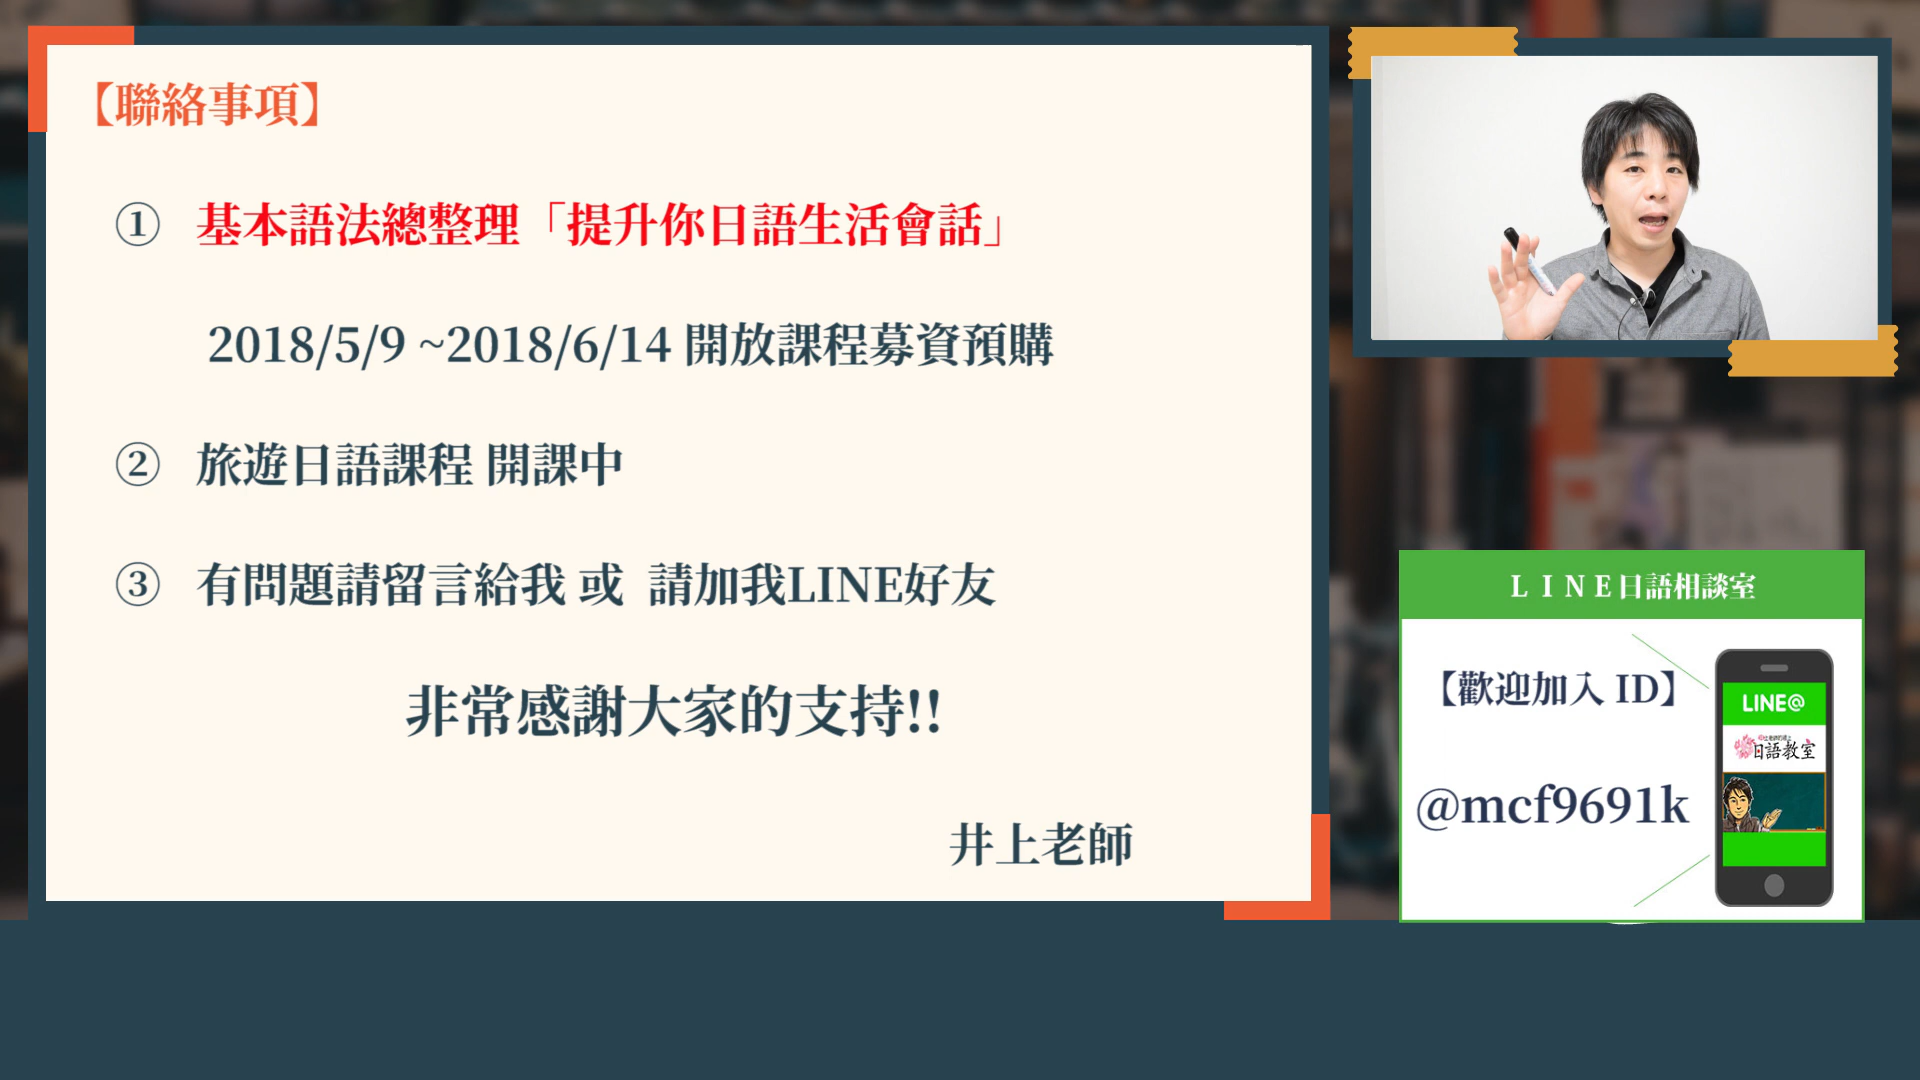 【聯絡事項】
① 基本語法總整理「提升你日語生活會話」
2018/5/9 ~2018/6/14 開放課程募資預購
② 旅遊日語課程 開課中
③ 有問題請留言給我 或 請加我LINE好友
非常感謝大家的支持!!
井上老師
ＬＩＮＥ日語相談室
【歡迎加入 ID】
@mcf9691k
LINE@
日語教室